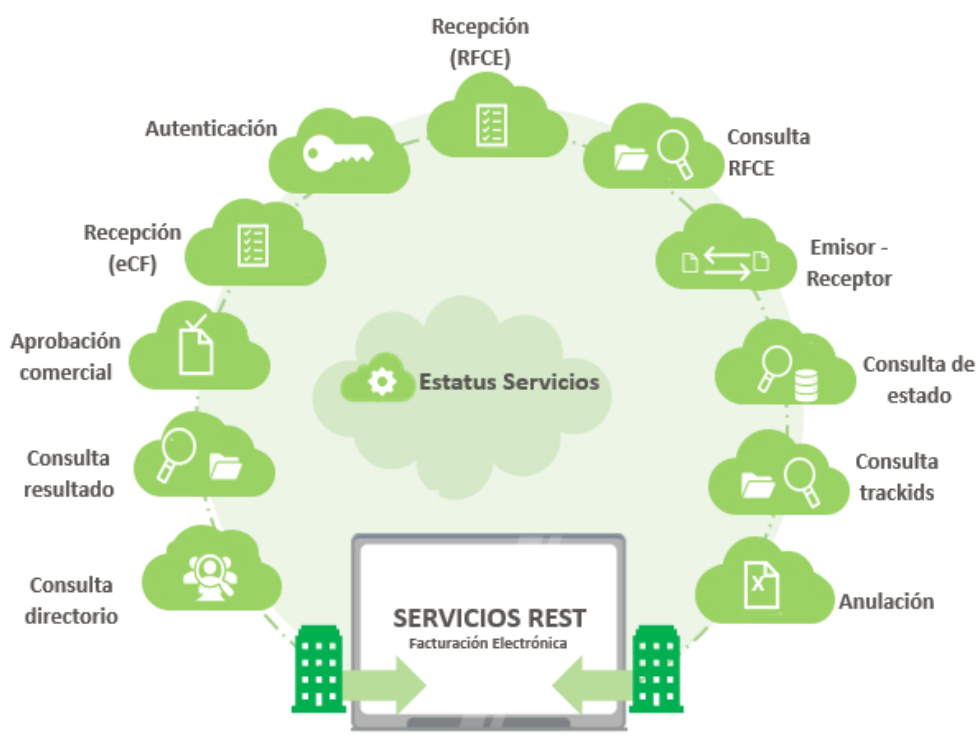 Recepción
(RFCE)
Autenticación
Consulta
RFCE
Recepción
(eCF)
Emisor -
Receptor
Aprobación
comercial
Estatus Servicios
Consulta de
estado
Consulta
resultado
Consulta
trackids
Consulta
directorio
Anulación
SERVICIOS REST
Facturación Electrónica
X